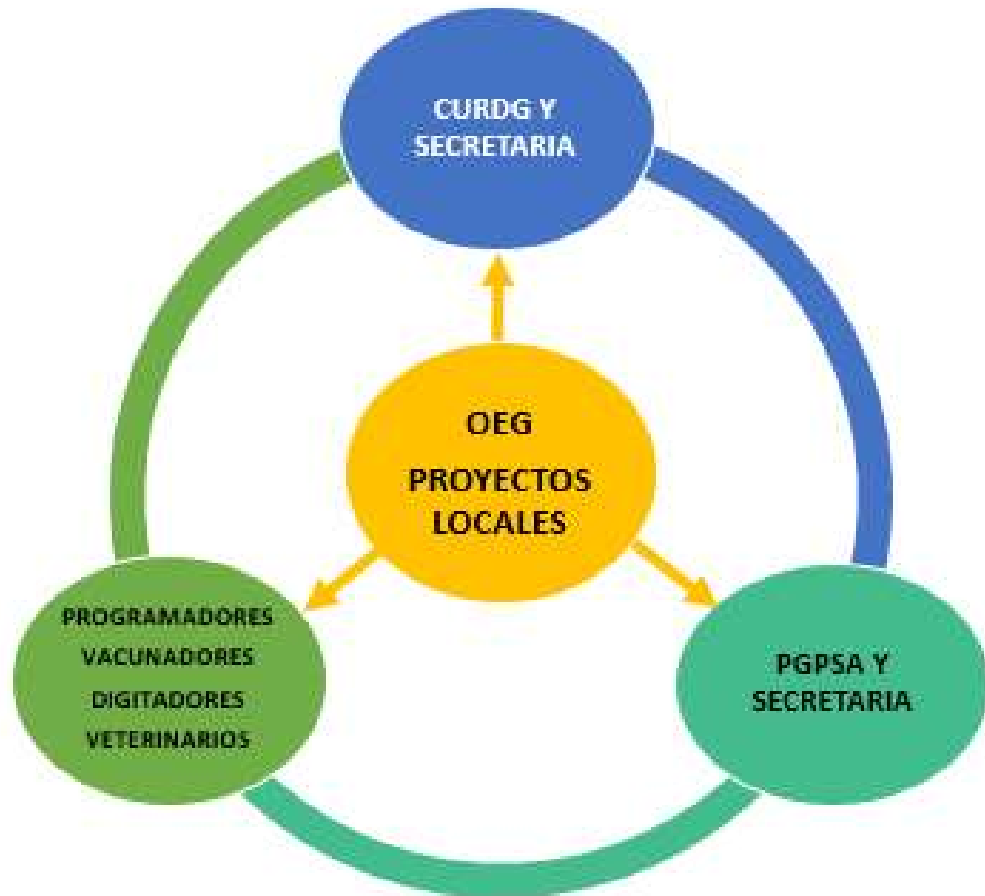 CURDG Y
SECRETARIA
OEG
PROYECTOS
LOCALES
PROGRAMADORES
VACUNADORES
DIGITADORES
VETERINARIOS
PGPSA Y
SECRETARIA